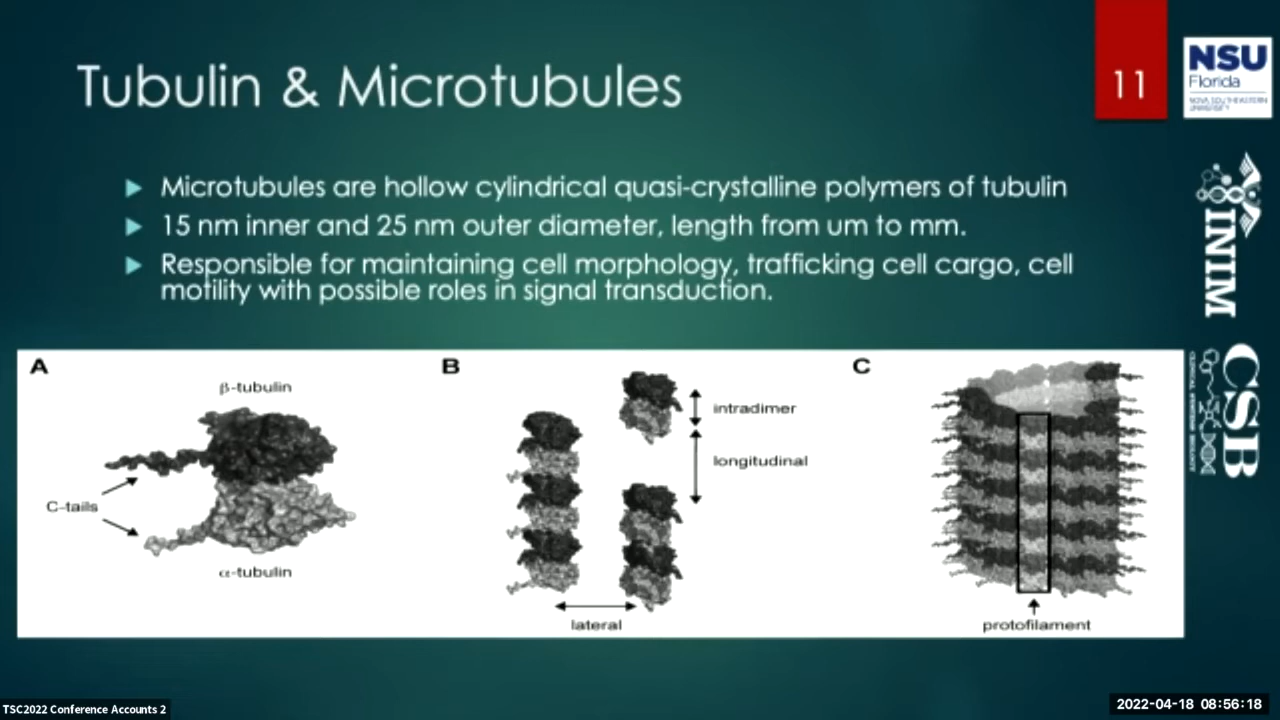 Tubulin & Microtubules
11
NSU
Florida
NOVA SOUTHEASTERN
UNIVERSITY
Microtubules are hollow cylindrical quasi-crystalline polymers of tubulin
15 nm inner and 25 nm outer diameter, length from um to mm.
Responsible for maintaining cell morphology, trafficking cell cargo, cell
motility with possible roles in signal transduction.
INIM
CSB
A
β-tubulin
C-tails
α-tubulin
B
intradimer
longitudinal
lateral
C
protofilament
TSC2022 Conference Accounts 2
2022-04-18 08:56:18